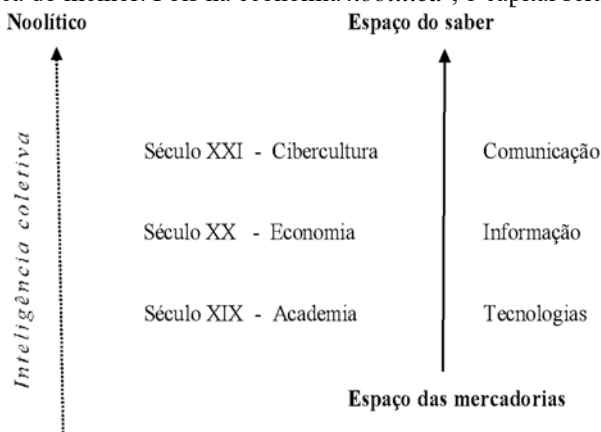 Noolítico Espaço do saber
Inteligência coletiva
Século XXI - Cibercultura Comunicação
Século XX - Economia Informação
Século XIX - Academia Tecnologias
Espaço das mercadorias